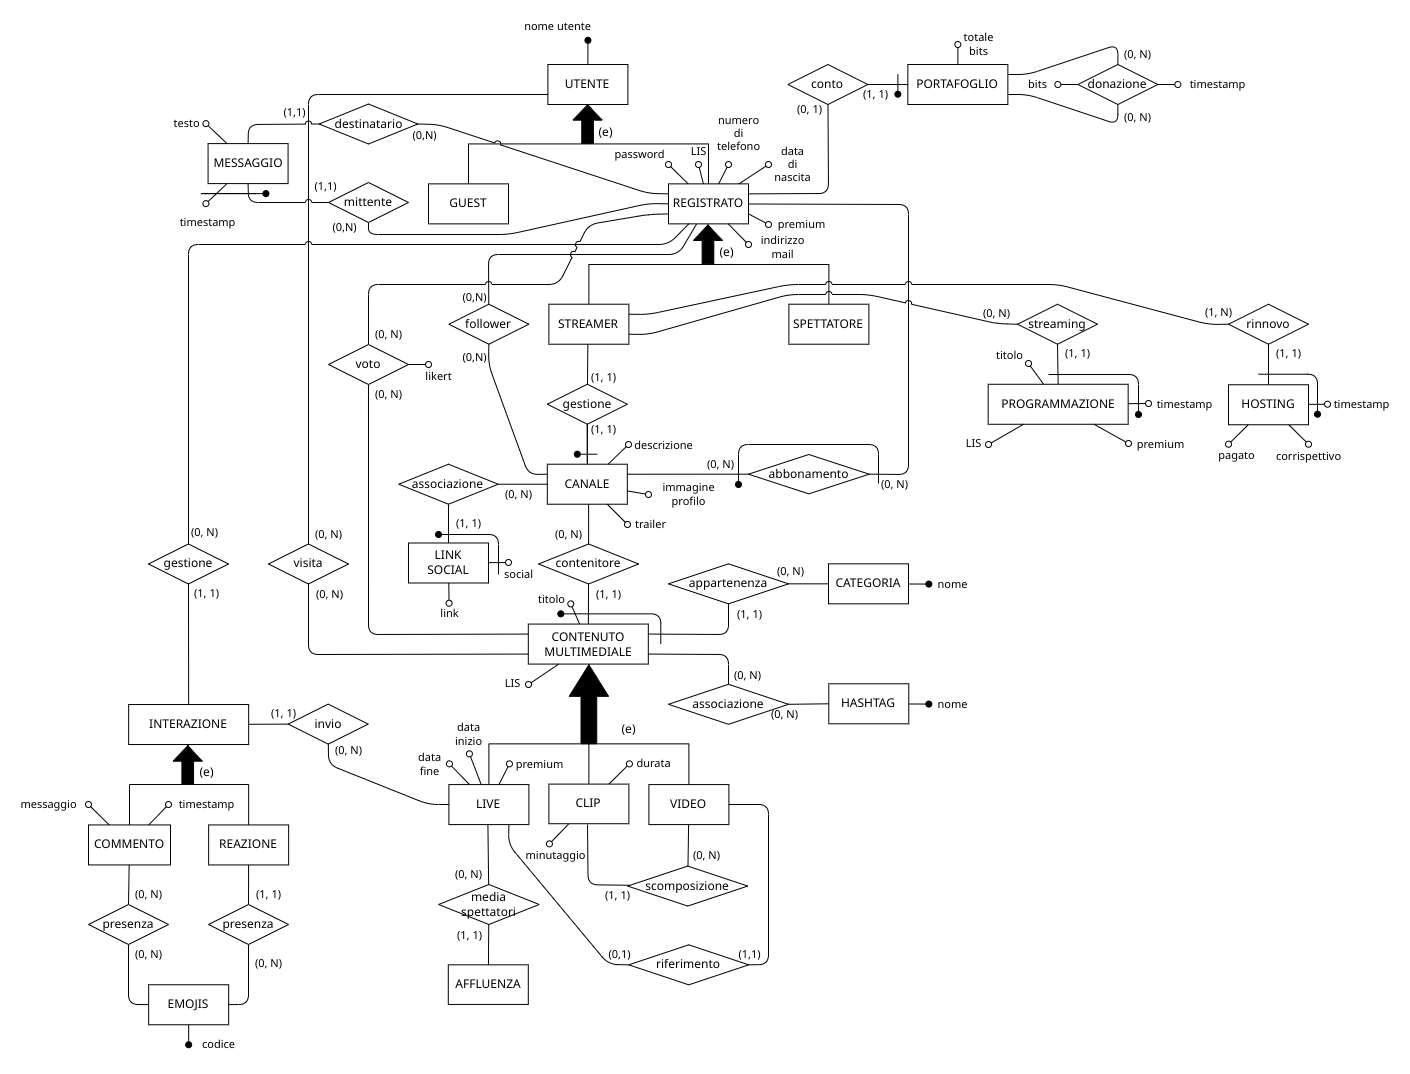 nome utente
totale
bits
UTENTE
conto
(0, 1)
(1, 1)
PORTAFOGLIO
(0, N)
bits
donazione
timestamp
(0, N)
(1,1)
destinatario
(0,N)
(e)
testo
MESSAGGIO
timestamp
(1,1)
mittente
(0,N)
GUEST
password
LIS
numero
di
telefono
data
di
nascita
REGISTRATO
premium
indirizzo
mail
(e)
(0,N)
follower
(0,N)
STREAMER
SPETTATORE
(0, N)
streaming
(1, 1)
(1, N)
rinnovo
(1, 1)
(0, N)
voto
likert
(0, N)
(1, 1)
gestione
(1, 1)
titolo
PROGRAMMAZIONE
timestamp
LIS
premium
HOSTING
timestamp
pagato
corrispettivo
descrizione
(0, N)
abbonamento
(0, N)
associazione
(0, N)
CANALE
immagine
profilo
trailer
(1, 1)
LINK
SOCIAL
social
link
(0, N)
contenitore
(1, 1)
(0, N)
gestione
(1, 1)
(0, N)
visita
(0, N)
appartenenza
(0, N)
CATEGORIA
nome
(1, 1)
titolo
CONTENUTO
MULTIMEDIALE
LIS
(0, N)
associazione
(0, N)
HASHTAG
nome
(e)
INTERAZIONE
(1, 1)
invio
(0, N)
(e)
data
inizio
data
fine
premium
durata
LIVE
CLIP
VIDEO
minutaggio
messaggio
timestamp
COMMENTO
REAZIONE
(0, N)
scomposizione
(1, 1)
(0, N)
media
spettatori
(1, 1)
(0, N)
presenza
(0, N)
(1, 1)
presenza
(0, N)
(0,1)
riferimento
(1,1)
AFFLUENZA
EMOJIS
codice